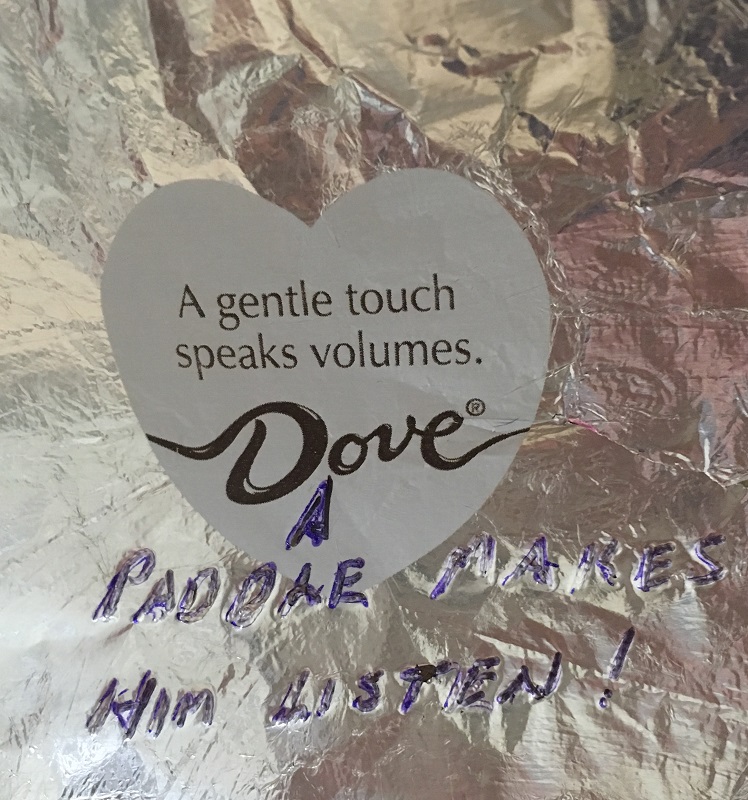 A gentle touch
speaks volumes.
Dove®
A
PADDLE MAKES
HIM LISTEN!